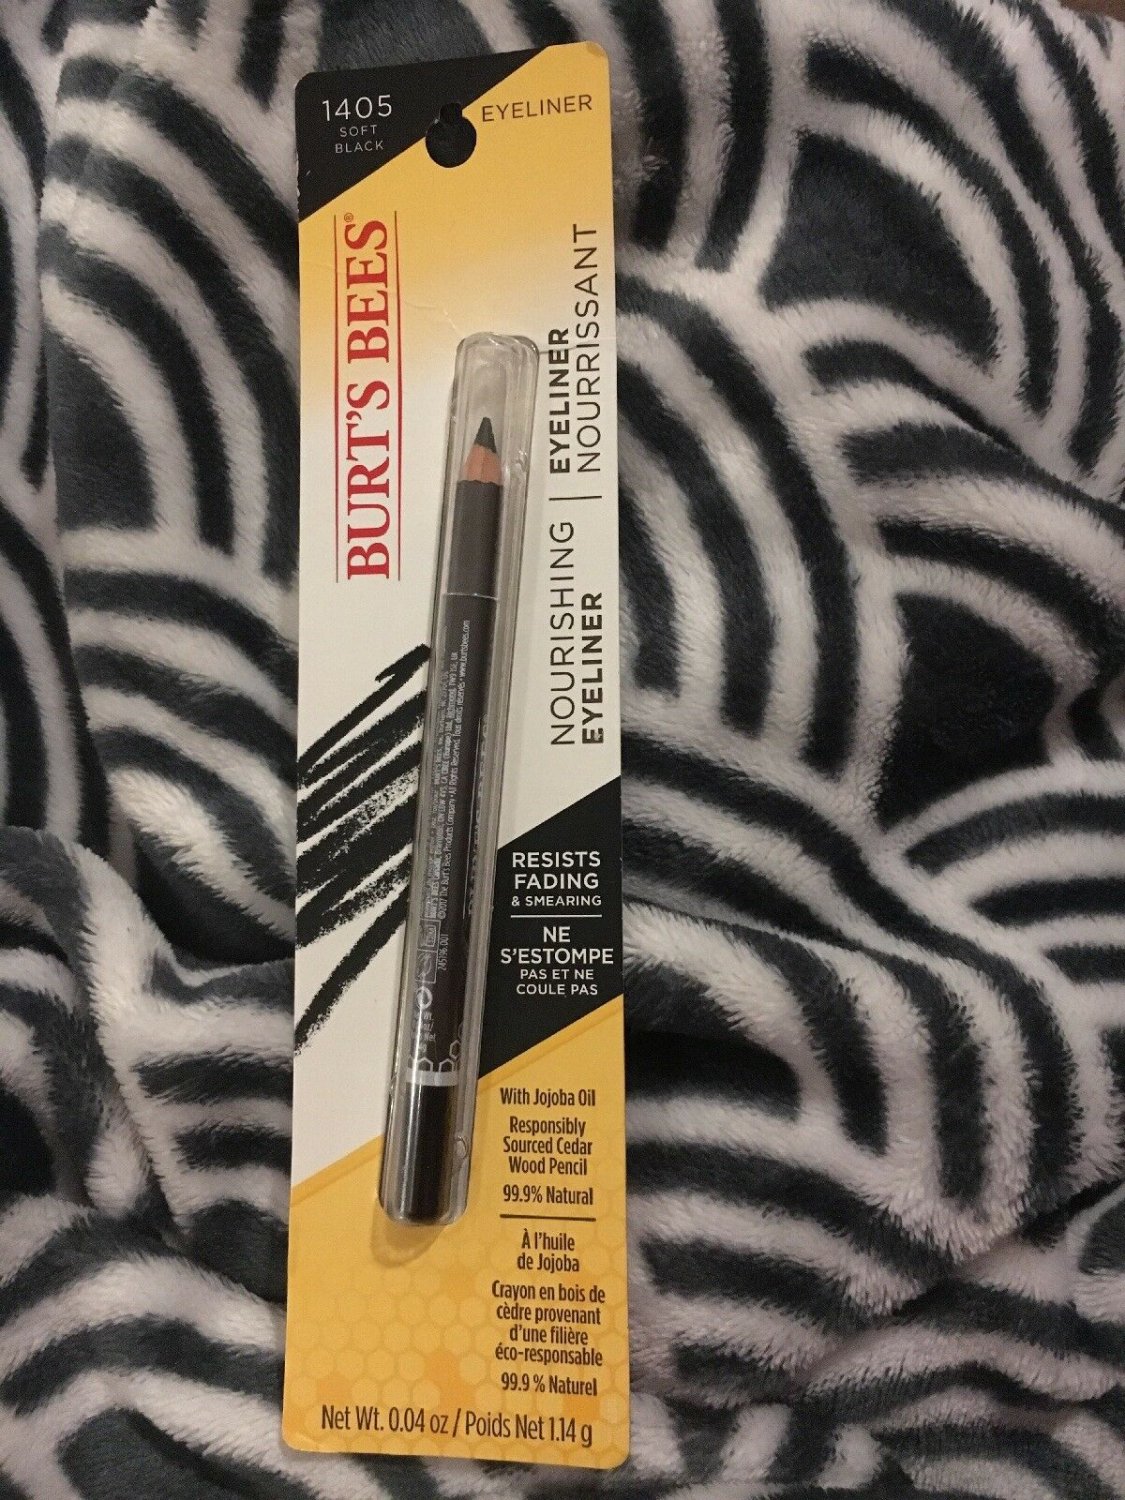 1405
SOFT
BLACK
EYELINER
BURT'S BEES®
NOURISHING
EYELINER
EYELINER
NOURRISSANT
RESISTS
FADING
& SMEARING
NE
S'ESTOMPE
PAS ET NE
COULE PAS
With Jojoba Oil
Responsibly
Sourced Cedar
Wood Pencil
99.9% Natural
À l'huile
de Jojoba
Crayon en bois de
cèdre provenant
d'une filière
éco-responsable
99.9 % Naturel
Net Wt. 0.04 oz / Poids Net 1.14 g